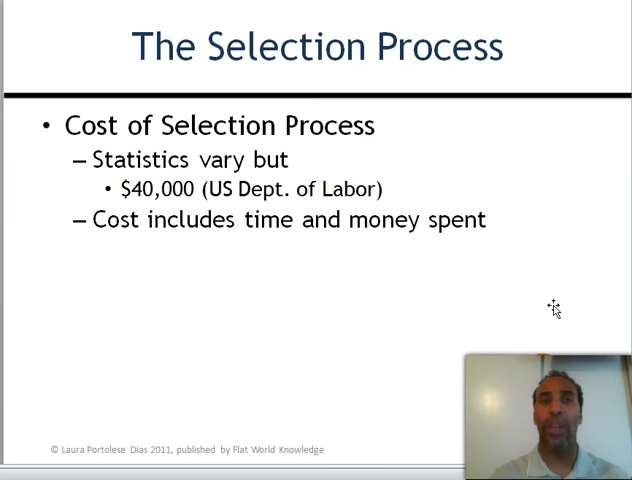 The Selection Process
• Cost of Selection Process
– Statistics vary but
• $40,000 (US Dept. of Labor)
– Cost includes time and money spent
© Laura Portolese Dias 2011, published by Flat World Knowledge